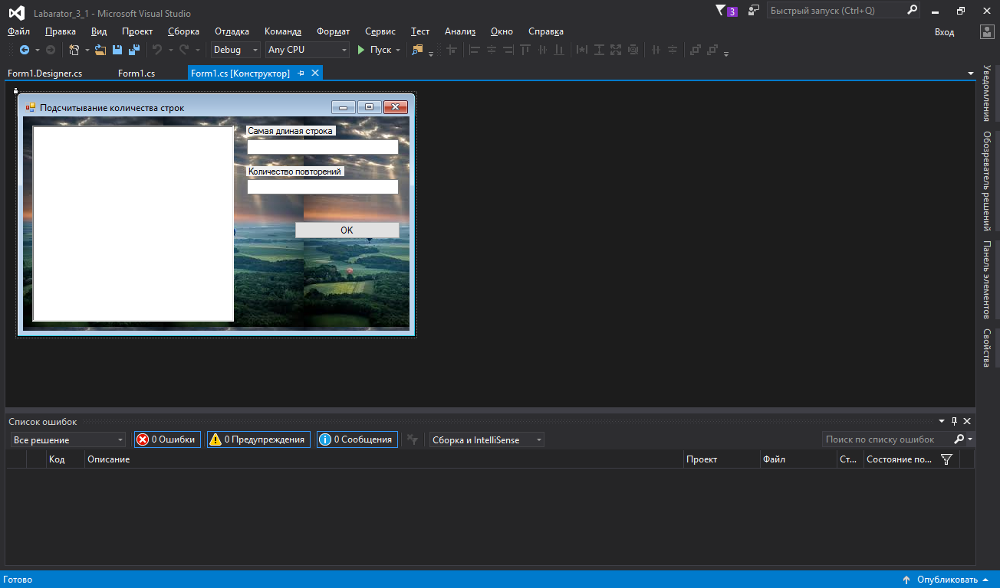 Labarator_3_1 - Microsoft Visual Studio
3
Быстрый запуск (Ctrl+Q)
Файл Правка Вид Проект Сборка Отладка Команда Формат Сервис Тест Анализ Окно Справка
Вход
Debug Any CPU Пуск
Form1.Designer.cs Form1.cs Form1.cs [Конструктор]
Подсчитывание количества строк
Самая длиная строка
Количество повторений
OK
Уведомления
Обозреватель решений
Панель элементов
Свойства
Список ошибок
Все решение 0 Ошибки 0 Предупреждения 0 Сообщения Сборка и IntelliSense Поиск по списку ошибок
Код Описание Проект Файл Ст... Состояние по...
Готово Опубликовать